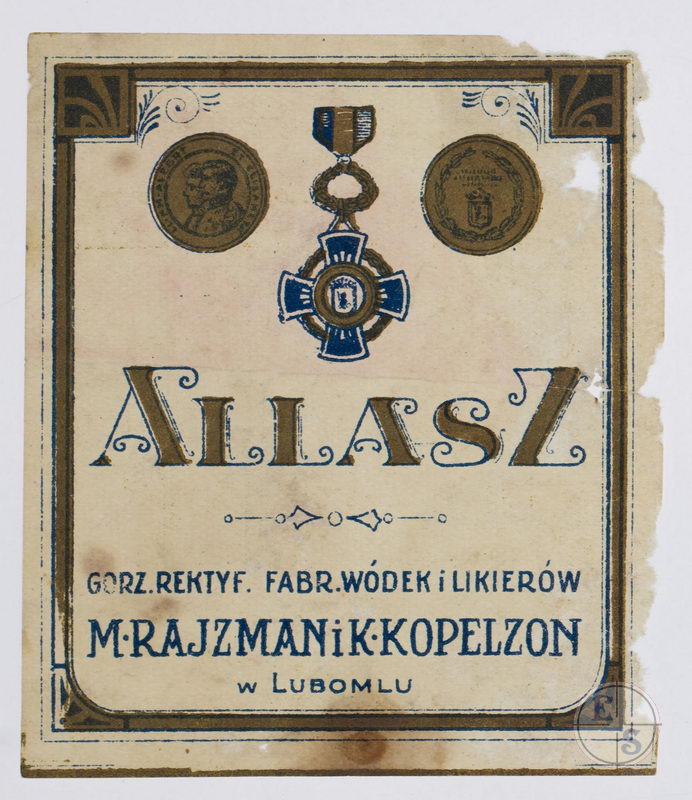 ALLASZ
GORZ. REKTYF. FABR. WÓDEK i LIKIERÓW
M·RAJZMAN i K·KOPELZON
W LUBOMLU
E
S